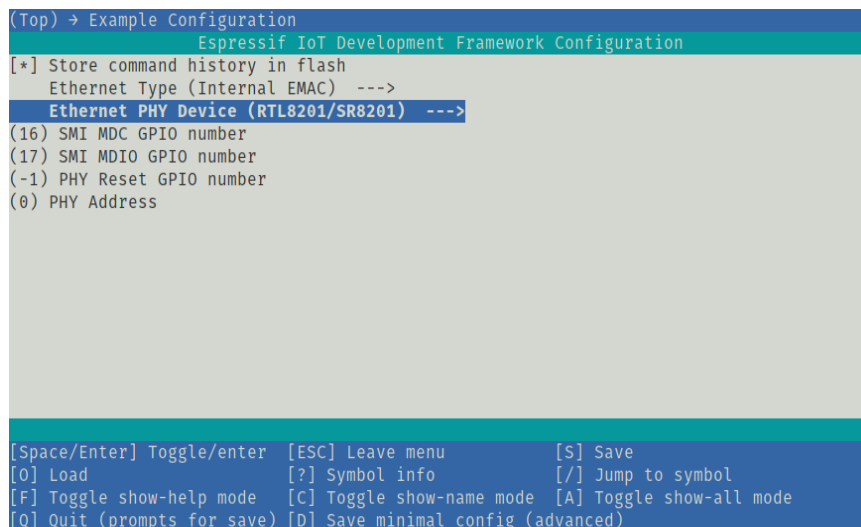 (Top) → Example Configuration
Espressif IoT Development Framework Configuration
[*] Store command history in flash
Ethernet Type (Internal EMAC)  --->
Ethernet PHY Device (RTL8201/SR8201)  --->
(16) SMI MDC GPIO number
(17) SMI MDIO GPIO number
(-1) PHY Reset GPIO number
(0) PHY Address
[Space/Enter] Toggle/enter  [ESC] Leave menu  [S] Save
[O] Load  [?] Symbol info  [/] Jump to symbol
[F] Toggle show-help mode  [C] Toggle show-name mode  [A] Toggle show-all mode
[Q] Quit (prompts for save)  [D] Save minimal config (advanced)